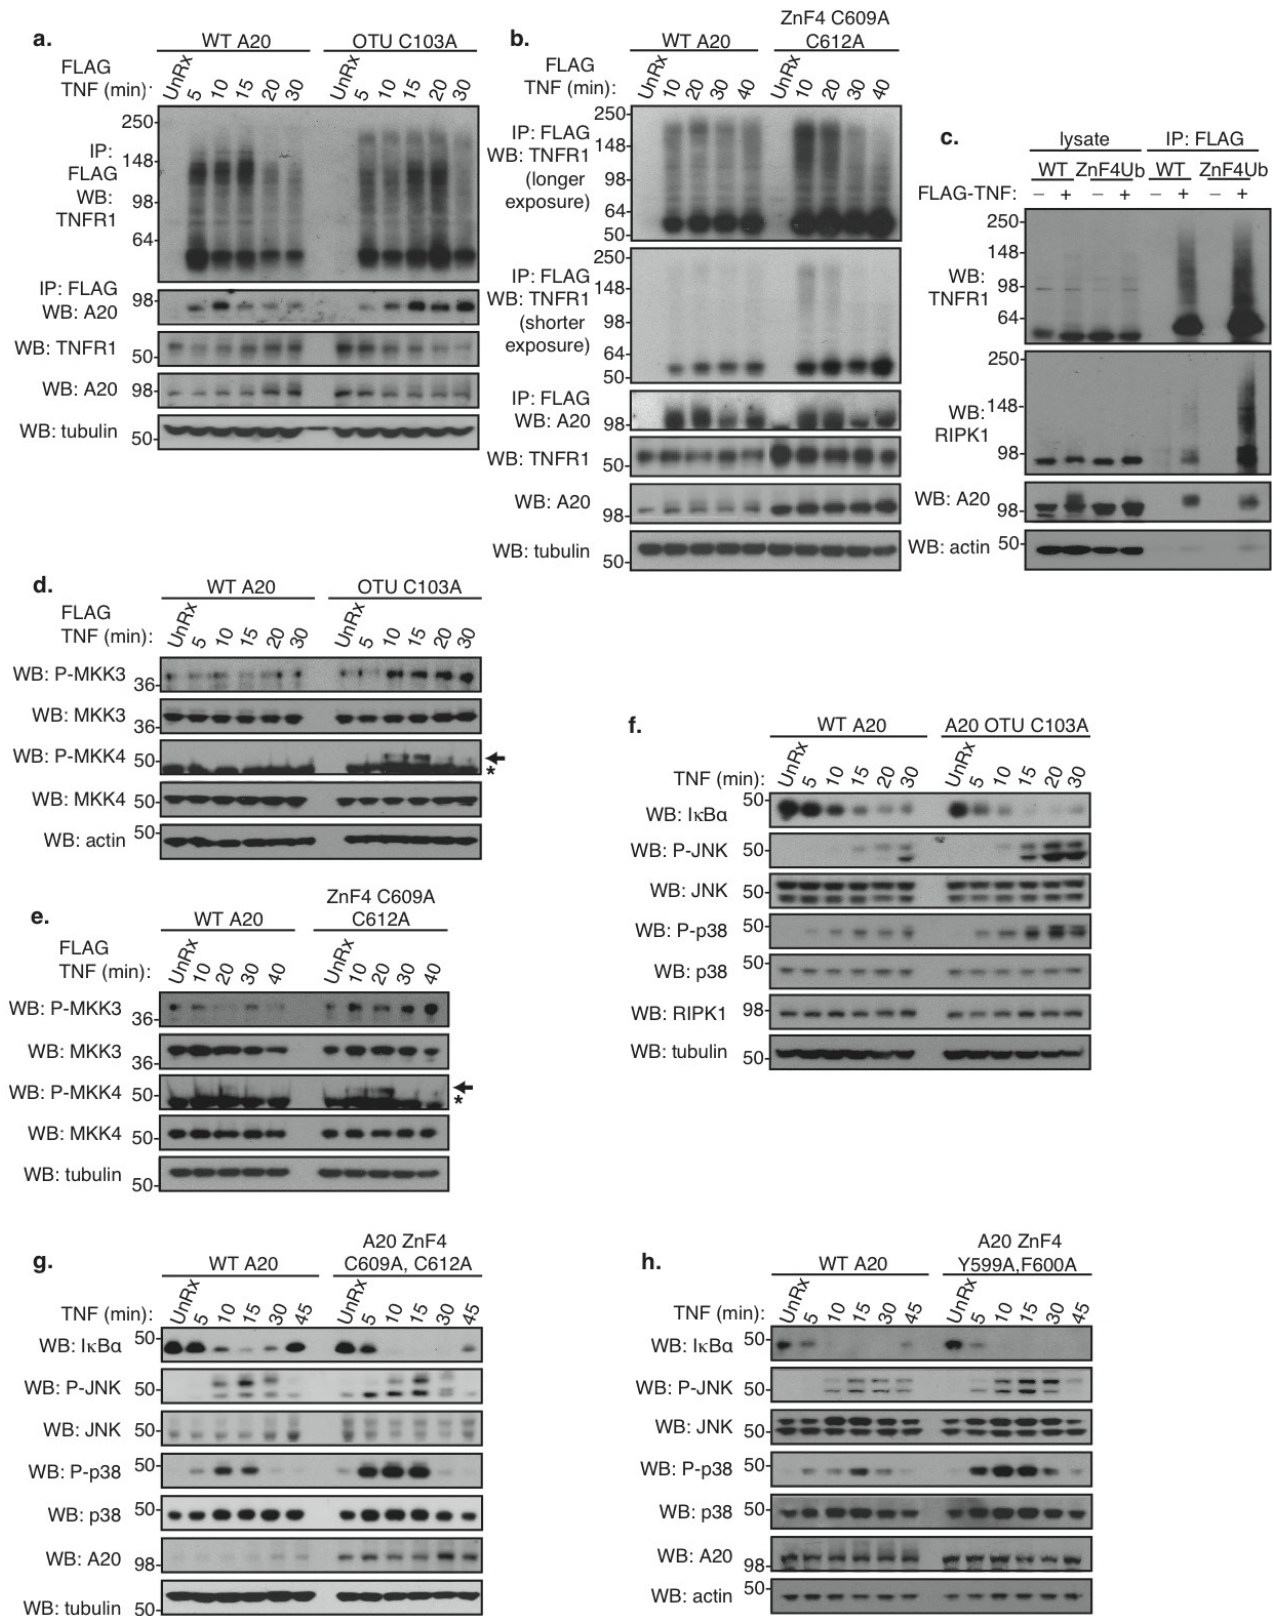 a.
WT A20
OTU C103A
FLAG
TNF (min):
UnRx 5 10 15 20 30
UnRx 5 10 15 20 30
IP:
FLAG
WB:
TNFR1
250-
148-
98-
64-
IP: FLAG
WB: A20
98-
WB: TNFR1
50-
WB: A20
98-
WB: tubulin
50-
b.
WT A20
ZnF4 C609A
C612A
FLAG
TNF (min):
UnRx 10 20 30 40
UnRx 10 20 30 40
IP: FLAG
WB: TNFR1
(longer
exposure)
250-
148-
98-
64-
50-
IP: FLAG
WB: TNFR1
(shorter
exposure)
250-
148-
98-
64-
50-
IP: FLAG
WB: A20
98-
WB: TNFR1
50-
WB: A20
98-
WB: tubulin
50-
c.
lysate
IP: FLAG
WT ZnF4Ub WT ZnF4Ub
FLAG-TNF: − + − + − + − +
WB:
TNFR1
250-
148-
98-
64-
WB:
RIPK1
250-
148-
98-
WB: A20
98-
WB: actin
50-
d.
WT A20
OTU C103A
FLAG
TNF (min):
UnRx 5 10 15 20 30
UnRx 5 10 15 20 30
WB: P-MKK3
36-
WB: MKK3
36-
WB: P-MKK4
50-
*
WB: MKK4
50-
WB: actin
50-
e.
WT A20
ZnF4 C609A
C612A
FLAG
TNF (min):
UnRx 10 20 30 40
UnRx 10 20 30 40
WB: P-MKK3
36-
WB: MKK3
36-
WB: P-MKK4
50-
*
WB: MKK4
50-
WB: tubulin
50-
f.
WT A20
A20 OTU C103A
TNF (min):
UnRx 5 10 15 20 30
UnRx 5 10 15 20 30
WB: IκBα
50-
WB: P-JNK
50-
WB: JNK
50-
WB: P-p38
50-
WB: p38
50-
WB: RIPK1
98-
WB: tubulin
50-
g.
WT A20
A20 ZnF4
C609A, C612A
TNF (min):
UnRx 5 10 15 30 45
UnRx 5 10 15 30 45
WB: IκBα
50-
WB: P-JNK
50-
WB: JNK
50-
WB: P-p38
50-
WB: p38
50-
WB: A20
98-
WB: tubulin
50-
h.
WT A20
A20 ZnF4
Y599A,F600A
TNF (min):
UnRx 5 10 15 30 45
UnRx 5 10 15 30 45
WB: IκBα
50-
WB: P-JNK
50-
WB: JNK
50-
WB: P-p38
50-
WB: p38
50-
WB: A20
98-
WB: actin
50-